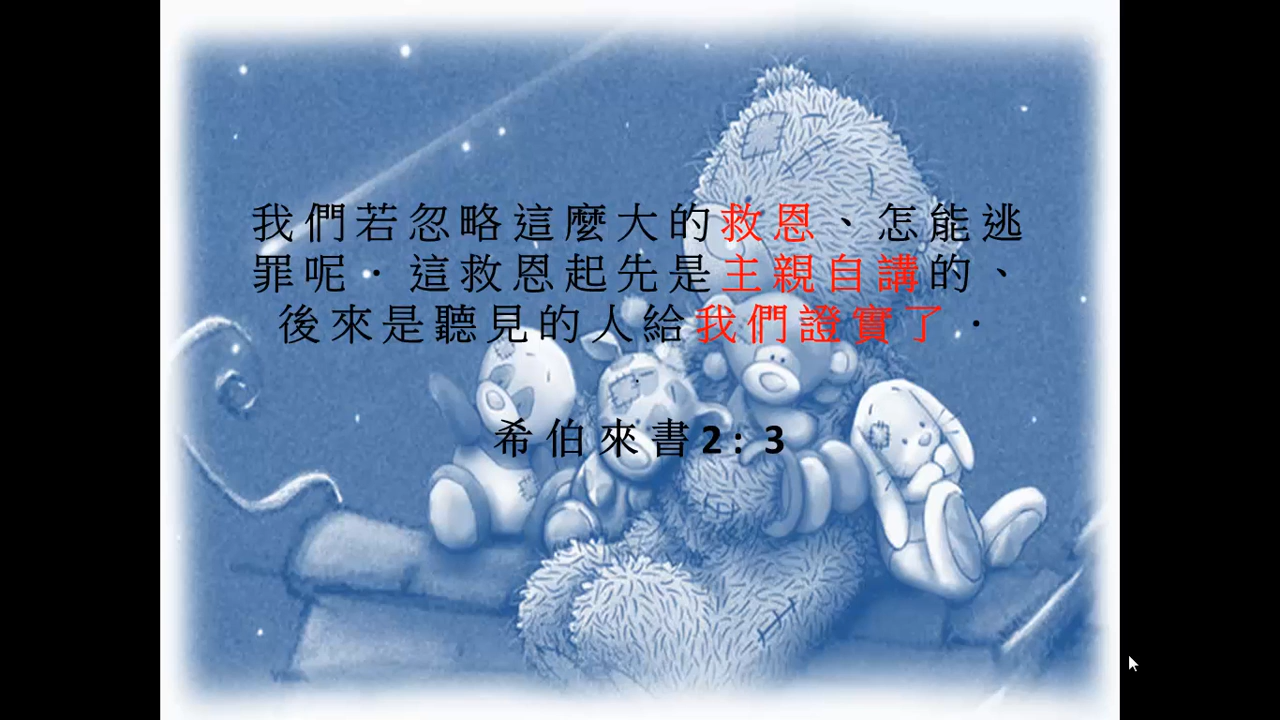 我們若忽略這麼大的救恩、怎能逃
罪呢．這救恩起先是主親自講的、
後來是聽見的人給我們證實了．
希伯來書2：3